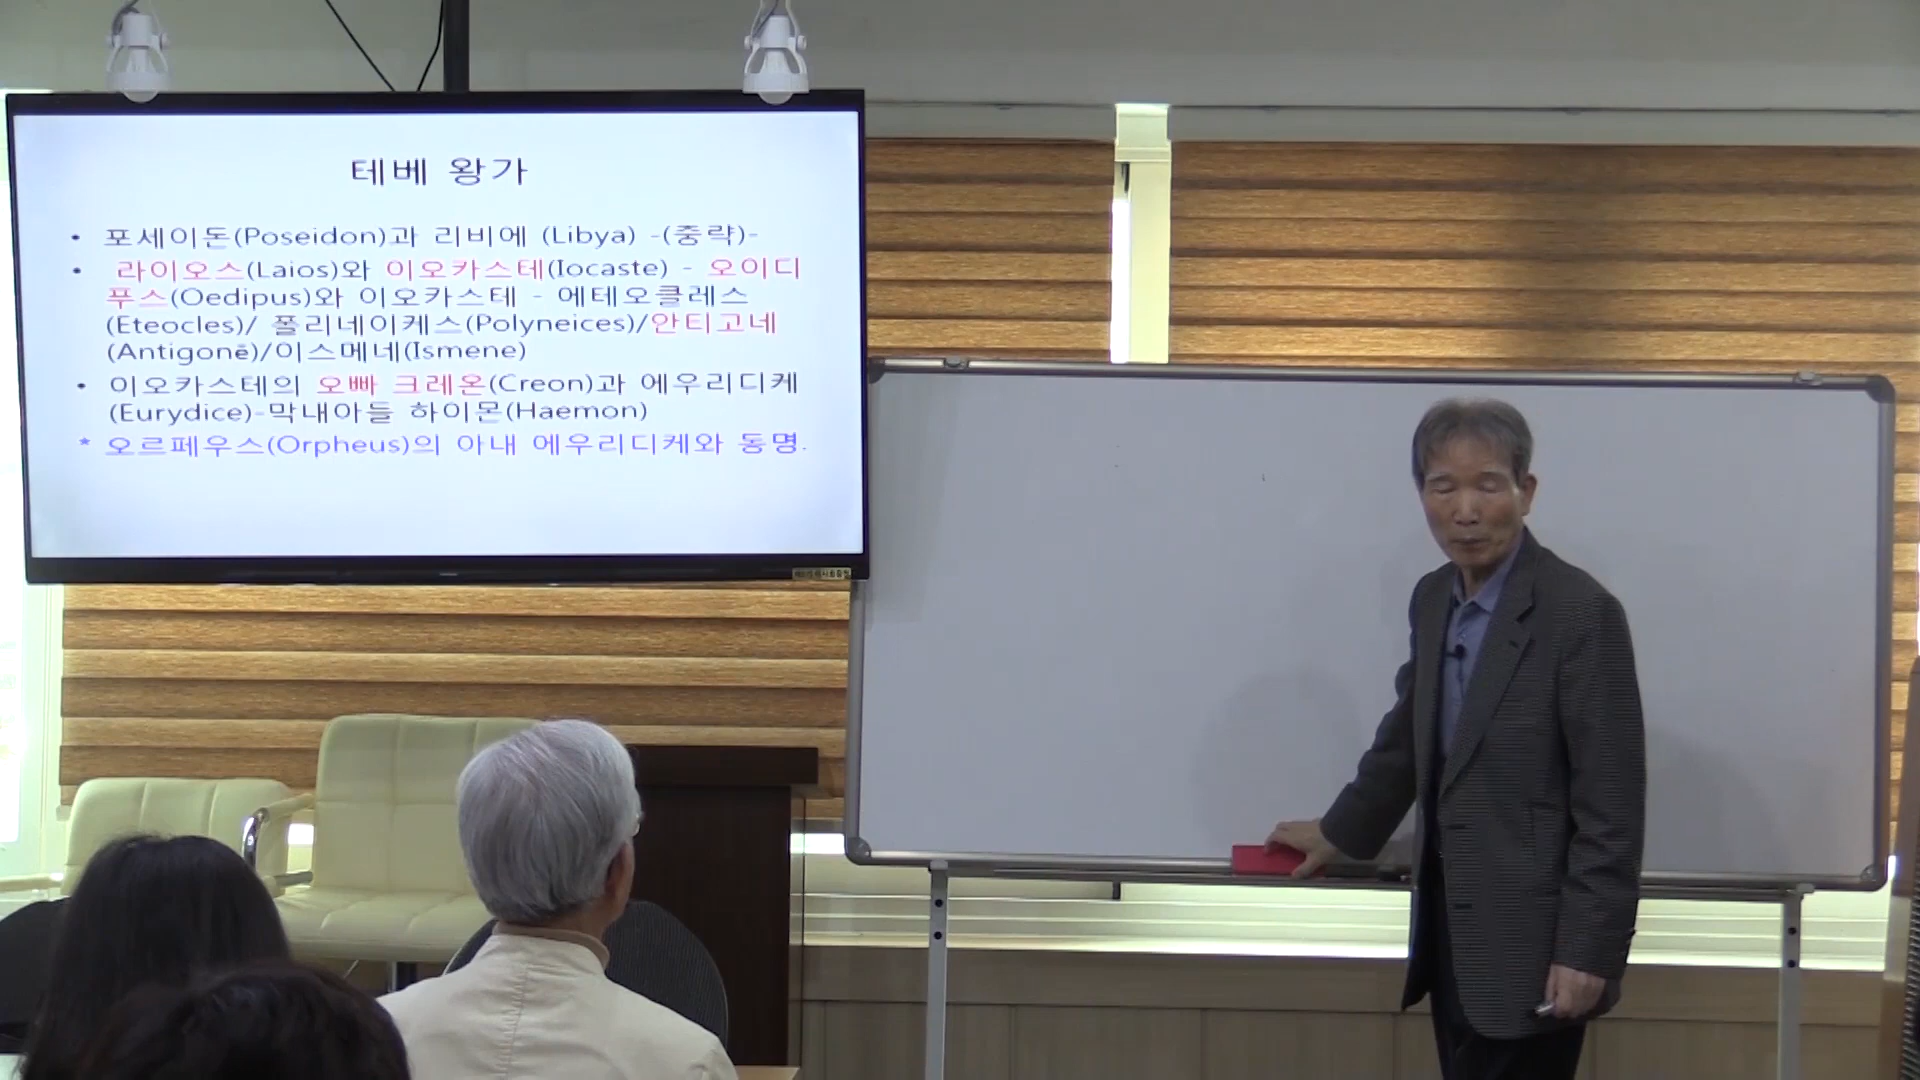 테베 왕가
• 포세이돈(Poseidon)과 리비에 (Libya) -(중략)-
• 라이오스(Laios)와 이오카스테(Iocaste) - 오이디
푸스(Oedipus)와 이오카스테 - 에테오클레스
(Eteocles)/ 폴리네이케스(Polyneices)/안티고네
(Antigonē)/이스메네(Ismene)
• 이오카스테의 오빠 크레온(Creon)과 에우리디케
(Eurydice)-막내아들 하이몬(Haemon)
* 오르페우스(Orpheus)의 아내 에우리디케와 동명.